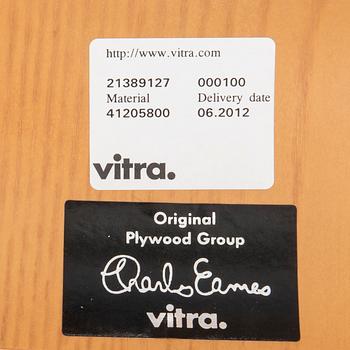 http://www.vitra.com
21389127 000100
Material Delivery date
41205800 06.2012
vitra.
Original
Plywood Group
Charles Eames
vitra.